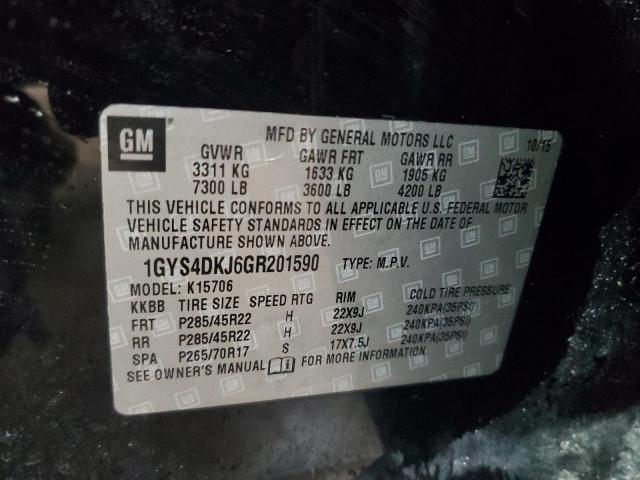 GM
MFD BY GENERAL MOTORS LLC 10/15
GVWR GAWR FRT GAWR RR
3311 KG 1633 KG 1905 KG
7300 LB 3600 LB 4200 LB
THIS VEHICLE CONFORMS TO ALL APPLICABLE U.S. FEDERAL MOTOR
VEHICLE SAFETY STANDARDS IN EFFECT ON THE DATE OF
MANUFACTURE SHOWN ABOVE.
1GYS4DKJ6GR201590 TYPE: M.P.V.
MODEL: K15706
KKBB TIRE SIZE SPEED RTG RIM COLD TIRE PRESSURE
FRT P285/45R22 H 22X9J 240KPA(35PSI)
RR P285/45R22 H 22X9J 240KPA(35PSI)
SPA P265/70R17 S 17X7.5J 240KPA(35PSI)
SEE OWNER'S MANUAL FOR MORE INFORMATION.